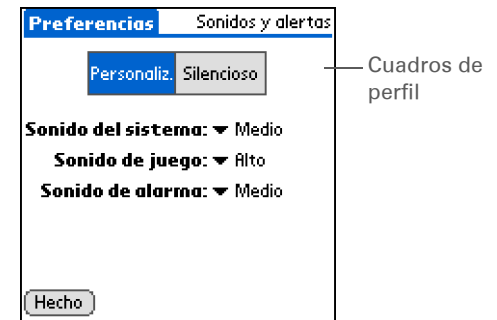 Preferencias Sonidos y alertas
Personaliz. Silencioso
Cuadros de
perfil
Sonido del sistema: Medio
Sonido de juego: Alto
Sonido de alarma: Medio
Hecho